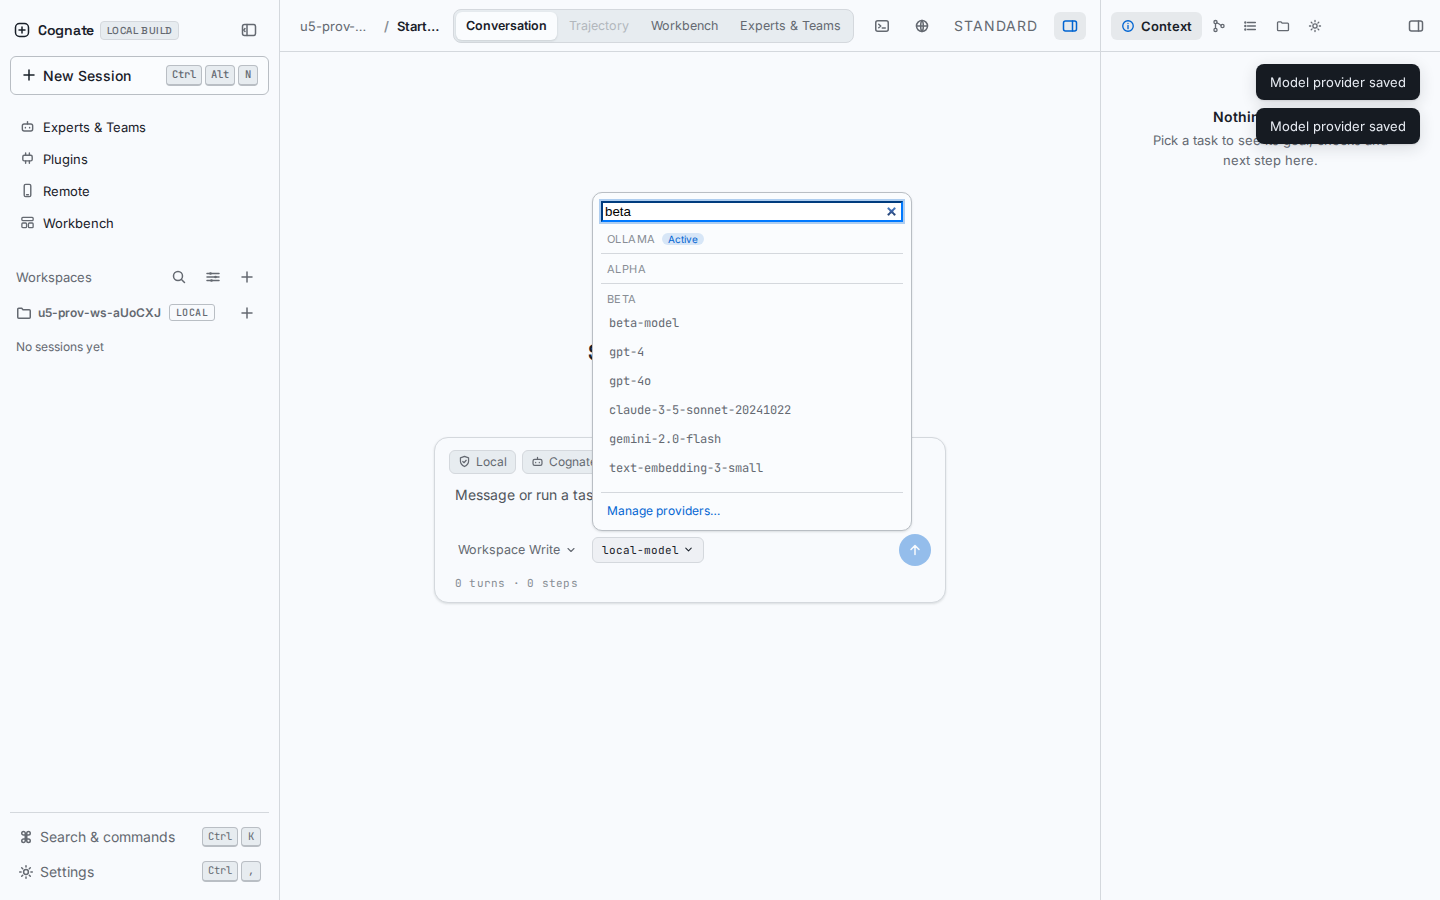 Cognate LOCAL BUILD
New Session Ctrl Alt N
Experts & Teams
Plugins
Remote
Workbench
Workspaces
u5-prov-ws-aUoCXJ LOCAL
No sessions yet
Search & commands Ctrl K
Settings Ctrl ,
u5-prov-... / Start... Conversation Trajectory Workbench Experts & Teams STANDARD
beta
OLLAMA Active
ALPHA
BETA
beta-model
gpt-4
gpt-4o
claude-3-5-sonnet-20241022
gemini-2.0-flash
text-embedding-3-small
Manage providers...
Local Cognate
Message or run a tas
Workspace Write local-model
0 turns · 0 steps
Context
Model provider saved
Model provider saved
Pick a task to see
next step here.